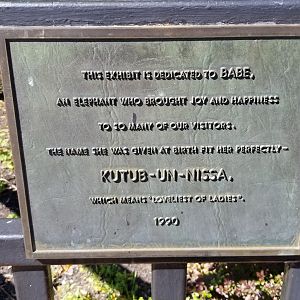 THIS EXHIBIT IS DEDICATED TO BABE,
AN ELEPHANT WHO BROUGHT JOY AND HAPPINESS
TO SO MANY OF OUR VISITORS.
THE NAME SHE WAS GIVEN AT BIRTH FIT HER PERFECTLY–
KUTUB-UN-NISSA.
WHICH MEANS "LOVELIEST OF LADIES".
1990